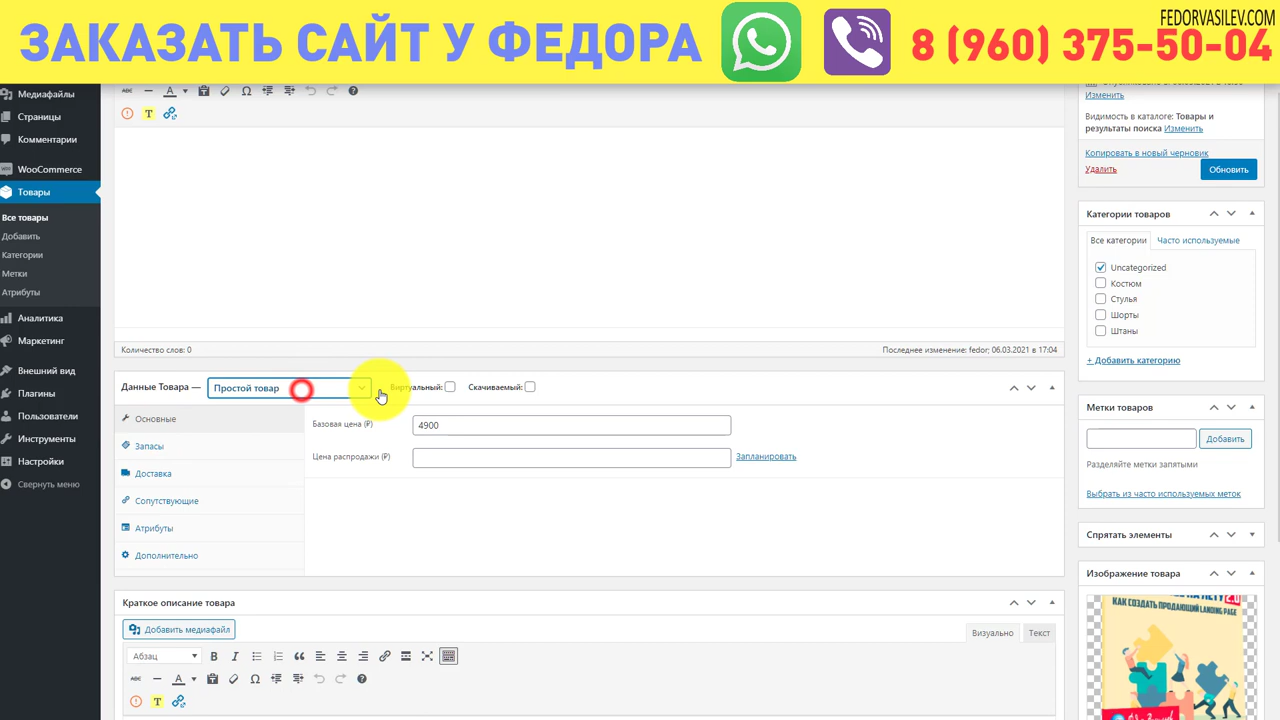 FEDORVASILEV.COM
ЗАКАЗАТЬ САЙТ У ФЕДОРА
8 (960) 375-50-04
Медиафайлы
Страницы
Комментарии
WooCommerce
Товары
Все товары
Добавить
Категории
Метки
Атрибуты
Аналитика
Маркетинг
Внешний вид
Плагины
Пользователи
Инструменты
Настройки
Свернуть меню
Количество слов: 0
Последнее изменение: fedor; 06.03.2021 в 17:04
Данные Товара —
Простой товар
Виртуальный:
Скачиваемый:
Основные
Запасы
Доставка
Сопутствующие
Атрибуты
Дополнительно
Базовая цена (₽)
4900
Цена распродажи (₽)
Запланировать
Краткое описание товара
Добавить медиафайл
Визуально
Текст
Абзац
Изменить
Видимость в каталоге: Товары и
результаты поиска Изменить
Копировать в новый черновик
Удалить
Обновить
Категории товаров
Все категории
Часто используемые
Uncategorized
Костюм
Стулья
Шорты
Штаны
+ Добавить категорию
Метки товаров
Добавить
Разделяйте метки запятыми
Выбрать из часто используемых меток
Спрятать элементы
Изображение товара
КАК СОЗДАТЬ ПРОДАЮЩИЙ LANDING PAGE